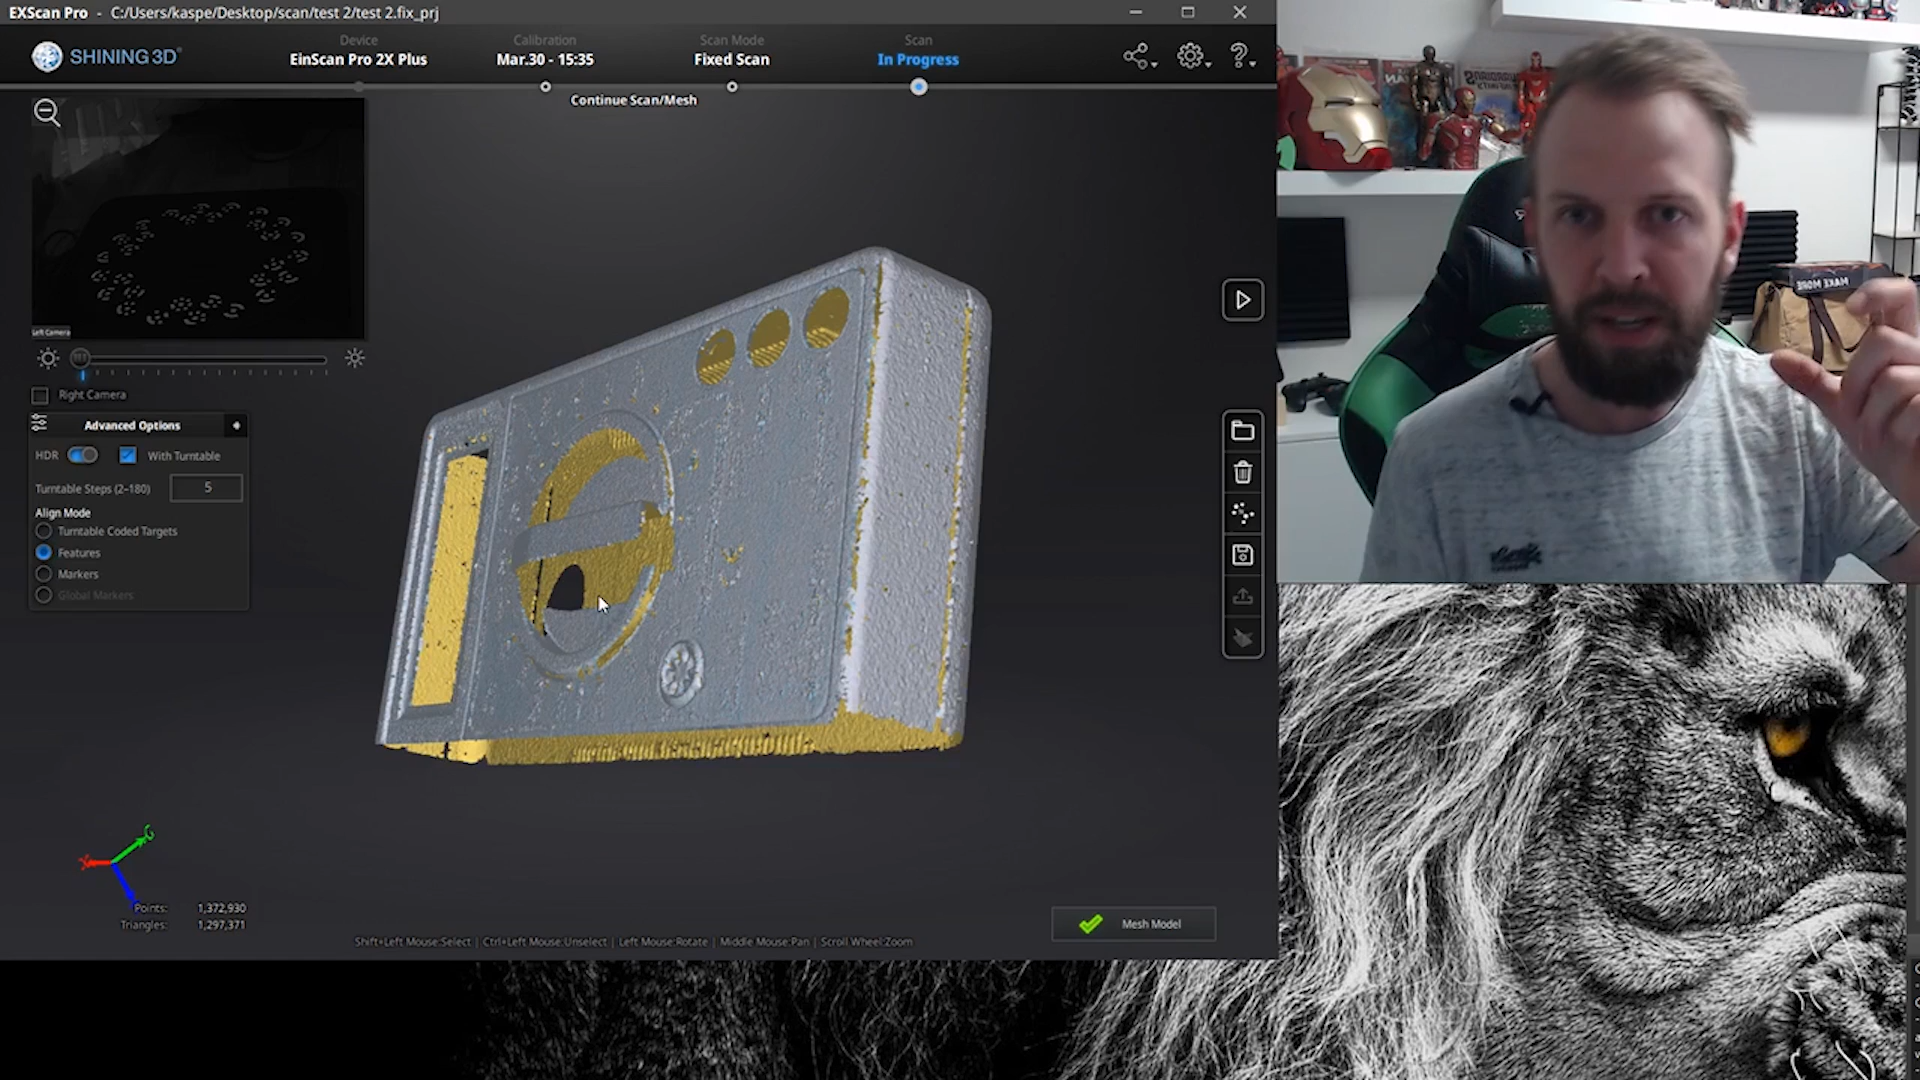 EXScan Pro - C:/Users/kaspe/Desktop/scan/test 2/test 2.fix_prj
SHINING 3D
Device
EinScan Pro 2X Plus
Calibration
Mar.30 - 15:35
Scan Mode
Fixed Scan
Scan
In Progress
Continue Scan/Mesh
Left Camera
Right Camera
Advanced Options
HDR
With Turntable
Turntable Steps (2-180)
5
Align Mode
Turntable Coded Targets
Features
Markers
Global Markers
Points: 1,372,930
Triangles: 1,297,371
Shift+Left Mouse:Select | Ctrl+Left Mouse:Unselect | Left Mouse:Rotate | Middle Mouse:Pan | Scroll Wheel:Zoom
Mesh Model
MAKE MORE